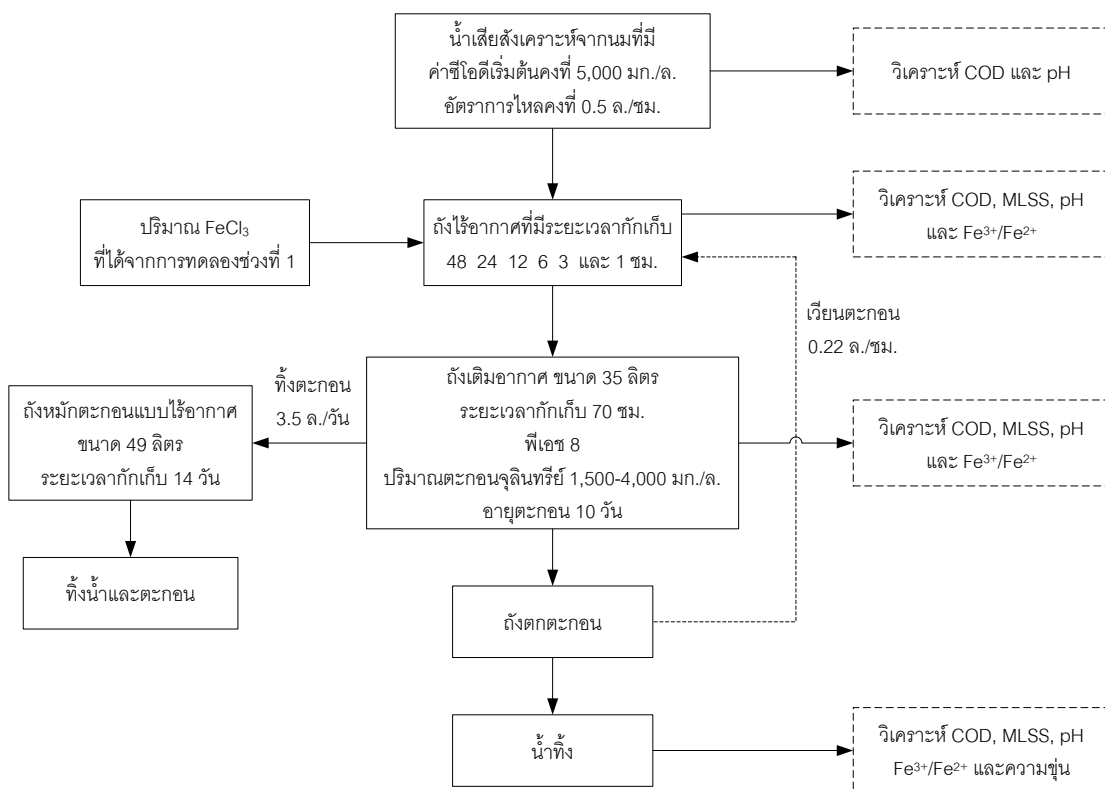 น้ำเสียสังเคราะห์จากนมที่มี
ค่าซีโอดีเริ่มต้นคงที่ 5,000 มก./ล.
อัตราการไหลคงที่ 0.5 ล./ชม.
วิเคราะห์ COD และ pH
ปริมาณ FeCl₃
ที่ได้จากการทดลองช่วงที่ 1
ถังไร้อากาศที่มีระยะเวลากักเก็บ
48 24 12 6 3 และ 1 ชม.
วิเคราะห์ COD, MLSS, pH
และ Fe³⁺/Fe²⁺
เวียนตะกอน
0.22 ล./ชม.
ถังหมักตะกอนแบบไร้อากาศ
ขนาด 49 ลิตร
ระยะเวลากักเก็บ 14 วัน
ทิ้งตะกอน
3.5 ล./วัน
ถังเติมอากาศ ขนาด 35 ลิตร
ระยะเวลากักเก็บ 70 ชม.
พีเอช 8
ปริมาณตะกอนจุลินทรีย์ 1,500-4,000 มก./ล.
อายุตะกอน 10 วัน
วิเคราะห์ COD, MLSS, pH
และ Fe³⁺/Fe²⁺
ทิ้งน้ำและตะกอน
ถังตกตะกอน
น้ำทิ้ง
วิเคราะห์ COD, MLSS, pH
Fe³⁺/Fe²⁺ และความขุ่น